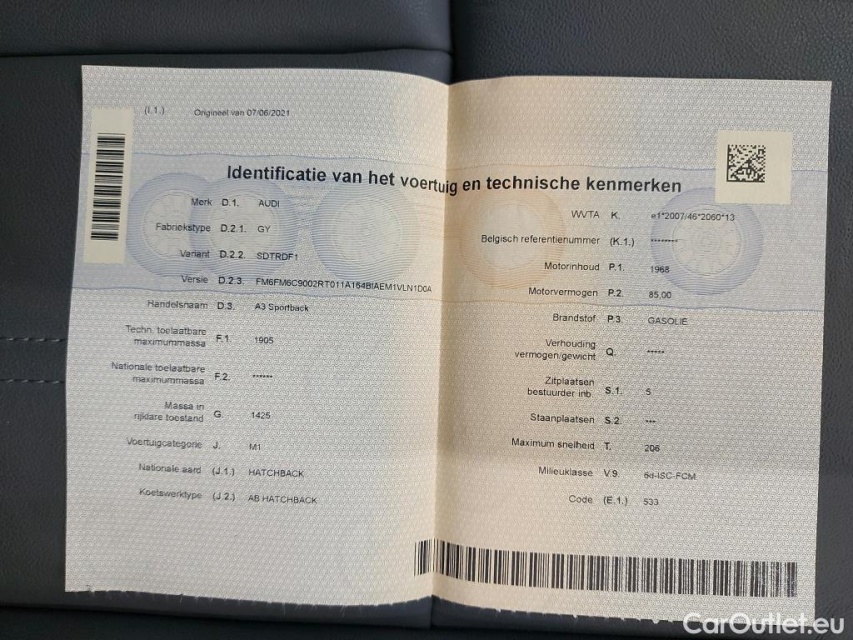 (I.1.) Origineel van 07/06/2021
Identificatie van het voertuig en technische kenmerken
Merk D.1. AUDI
Fabriekstype D.2.1. GY
Variant D.2.2. SDTRDF1
Versie D.2.3. FM6FM6C9002RT011A164BIAEM1VLN1D0A
Handelsnaam D.3. A3 Sportback
Techn. toelaatbare
maximummassa F.1. 1905
Nationale toelaatbare
maximummassa F.2. ******
Massa in
rijklare toestand G. 1425
Voertuigcategorie J. M1
Nationale aard (J.1.) HATCHBACK
Koetswerktype (J.2.) AB HATCHBACK
WVTA K. e1*2007/46*2060*13
Belgisch referentienummer (K.1.) ********
Motorinhoud P.1. 1968
Motorvermogen P.2. 85,00
Brandstof P.3. GASOLIE
Verhouding
vermogen/gewicht Q. *****
Zitplaatsen
bestuurder inb. S.1. 5
Staanplaatsen S.2. ***
Maximum snelheid T. 206
Milieuklasse V.9. 6d-ISC-FCM
Code (E.1.) 533
CarOutlet.eu